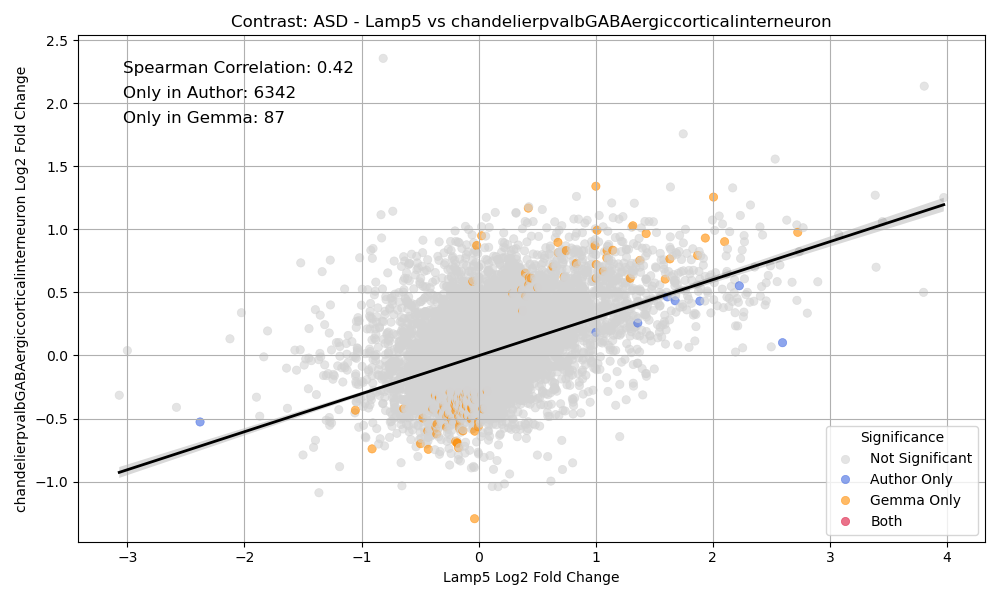 Contrast: ASD - Lamp5 vs chandelierpvalbGABAergiccorticalinterneuron
chandelierpvalbGABAergiccorticalinterneuron Log2 Fold Change
2.5
2.0
1.5
1.0
0.5
0.0
−0.5
−1.0
Spearman Correlation: 0.42
Only in Author: 6342
Only in Gemma: 87
Significance
Not Significant
Author Only
Gemma Only
Both
−3
−2
−1
0
1
2
3
4
Lamp5 Log2 Fold Change